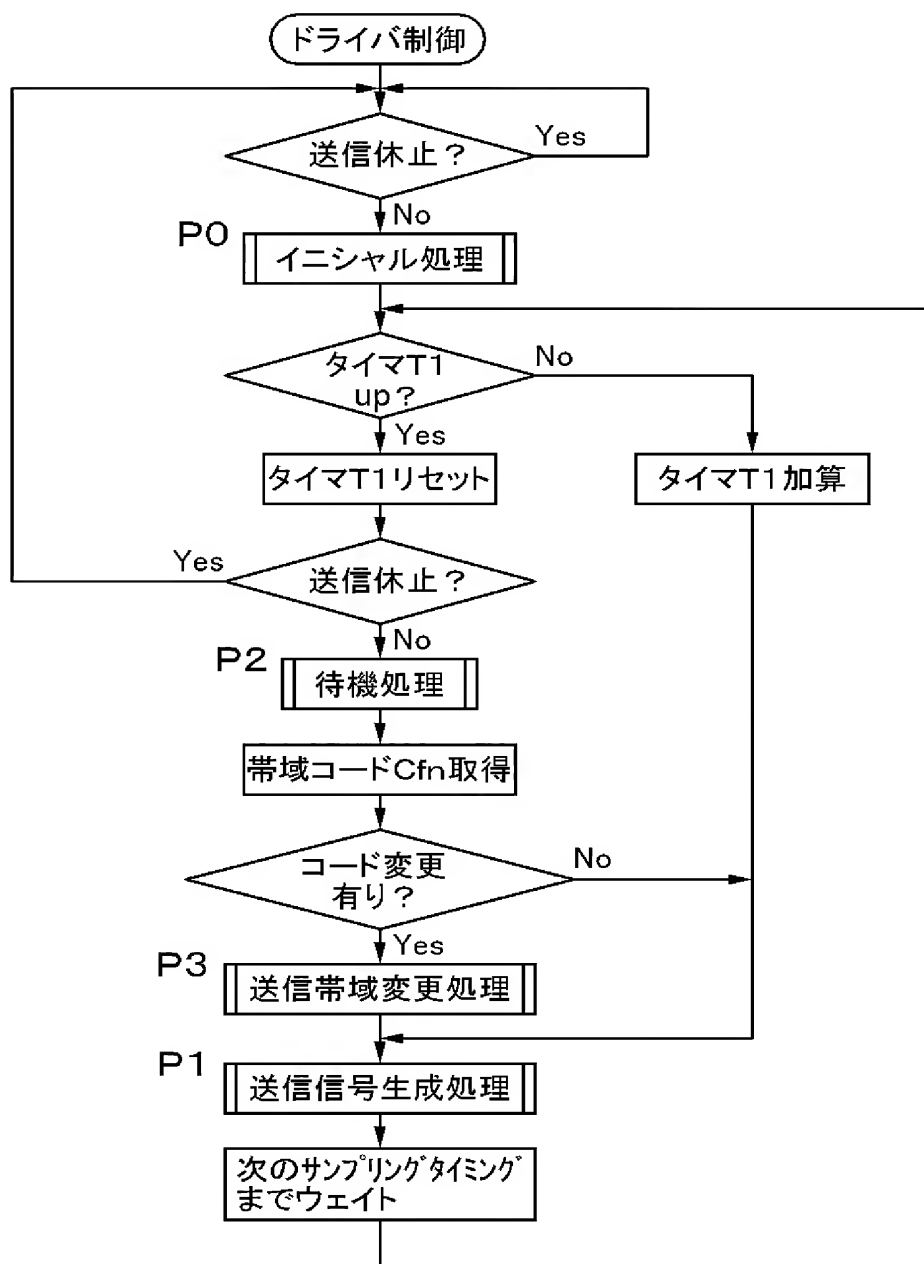 ドライバ制御
送信休止？
Yes
No
P0
イニシャル処理
タイマT1
up？
No
Yes
タイマT1リセット
タイマT1加算
Yes
送信休止？
No
P2
待機処理
帯域コードCfn取得
コード変更
有り？
No
Yes
P3
送信帯域変更処理
P1
送信信号生成処理
次のサンプリングタイミング
までウェイト